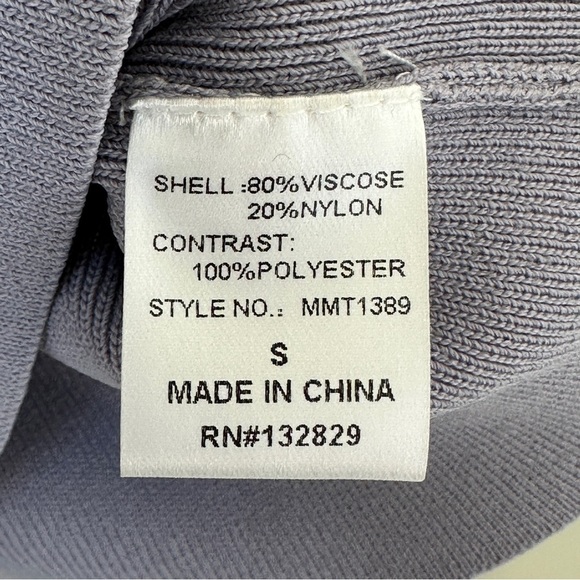 SHELL :80%VISCOSE
20%NYLON
CONTRAST:
100%POLYESTER
STYLE NO.: MMT1389
S
MADE IN CHINA
RN#132829